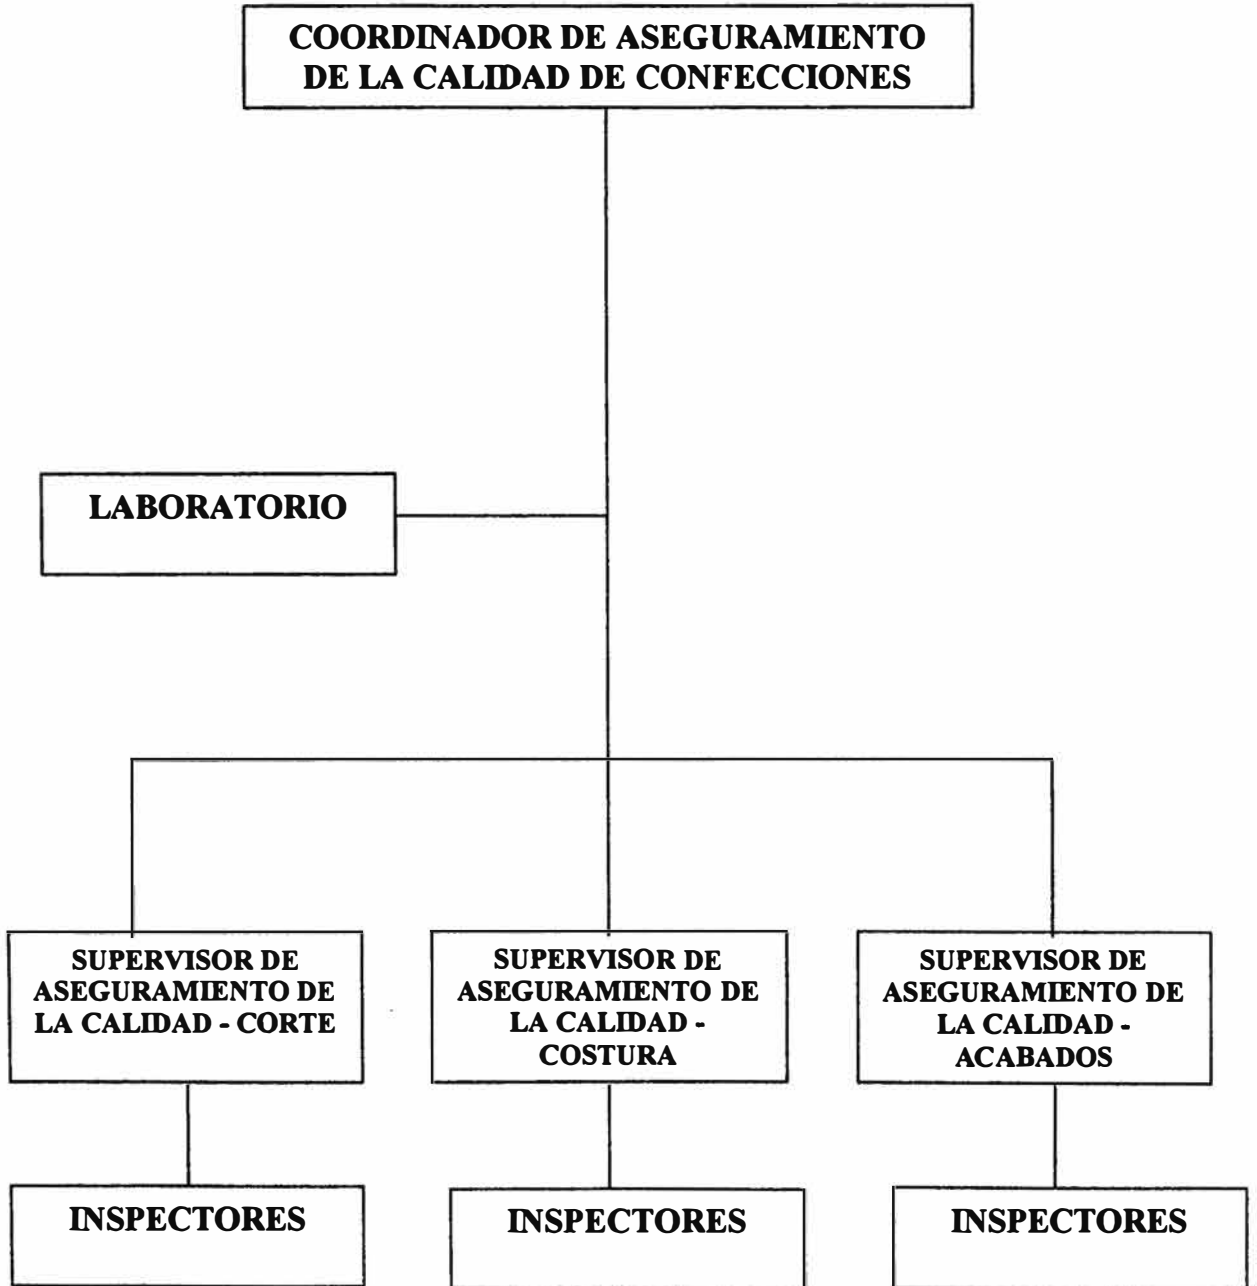 COORDINADOR DE ASEGURAMIENTO
DE LA CALIDAD DE CONFECCIONES
LABORATORIO
SUPERVISOR DE
ASEGURAMIENTO DE
LA CALIDAD - CORTE
SUPERVISOR DE
ASEGURAMIENTO DE
LA CALIDAD -
COSTURA
SUPERVISOR DE
ASEGURAMIENTO DE
LA CALIDAD -
ACABADOS
INSPECTORES
INSPECTORES
INSPECTORES